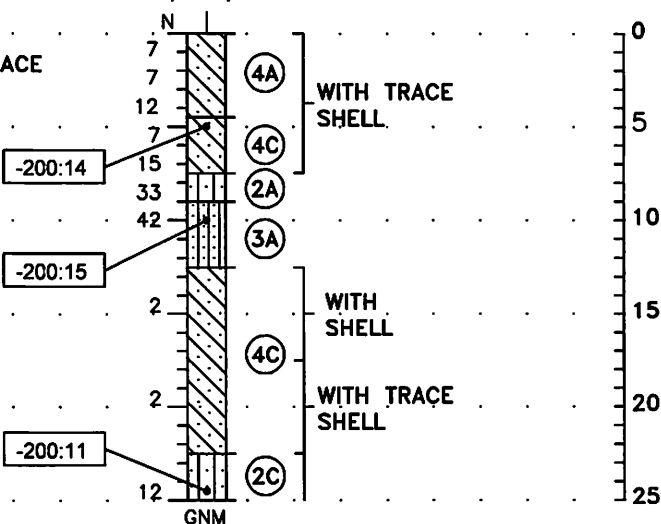 N
0
7
ACE
7
4A
WITH TRACE
SHELL
12
5
7
4C
-200:14
15
33
2A
42
10
3A
-200:15
WITH
SHELL
2
15
4C
WITH TRACE
SHELL
2
20
-200:11
2C
12
25
GNM